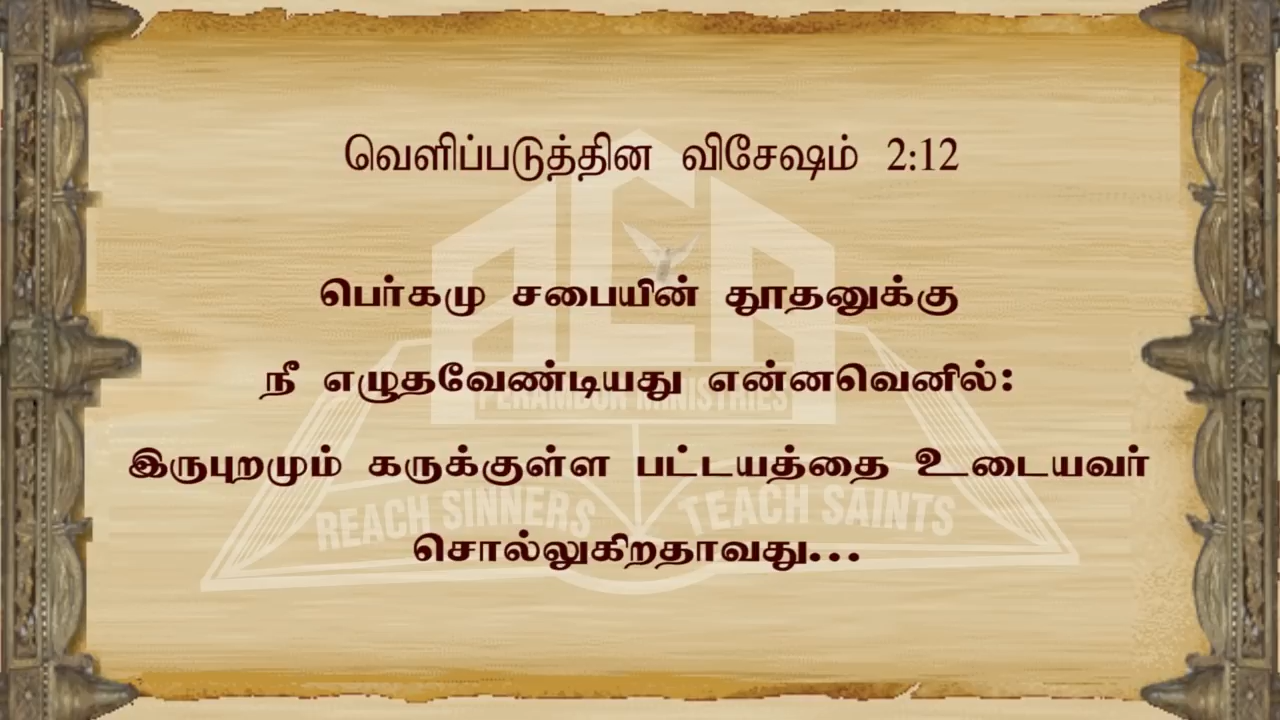 வெளிப்படுத்தின விசேஷம் 2:12
பெர்கமு சபையின் தூதனுக்கு
நீ எழுதவேண்டியது என்னவெனில்:
PERAMBUR MINISTRIES
இருபுறமும் கருக்குள்ள பட்டயத்தை உடையவர்
REACH SINNERS TEACH SAINTS
சொல்லுகிறதாவது...